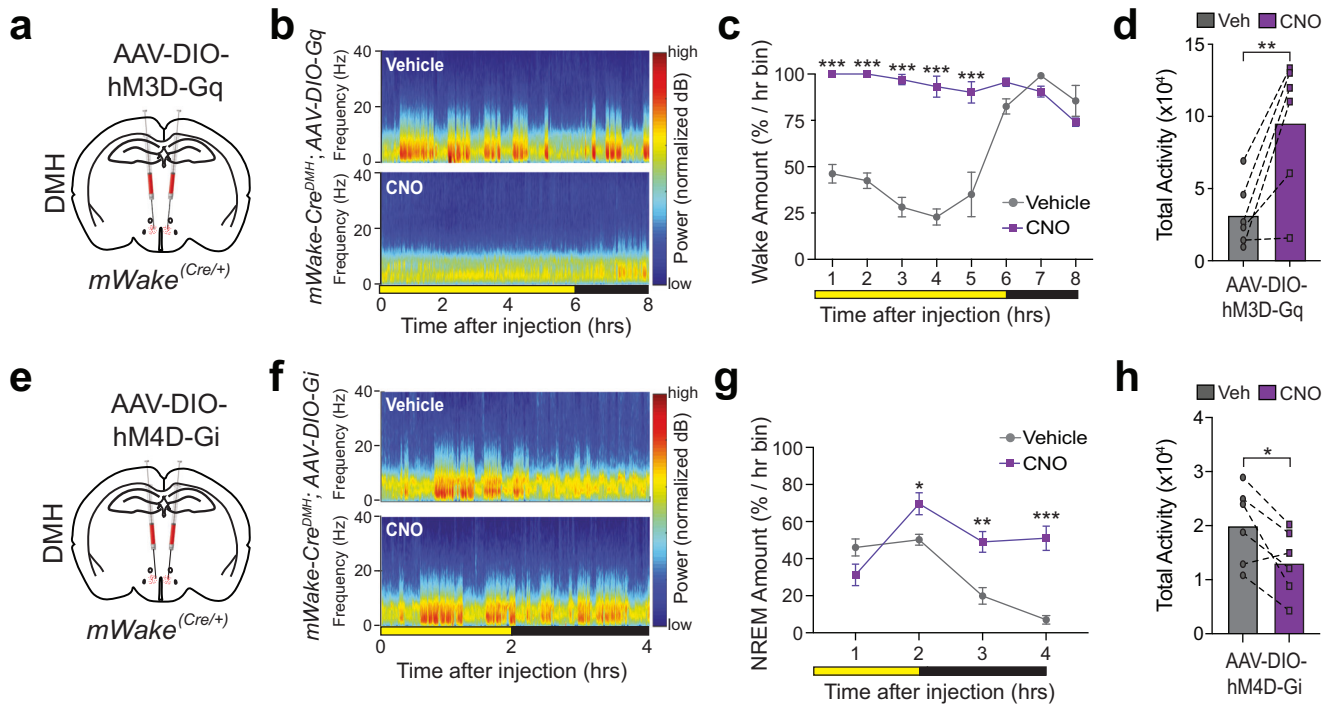 a
AAV-DIO-
hM3D-Gq
DMH
mWake(Cre/+)
b
mWake-CreDMH; AAV-DIO-Gq
Frequency (Hz)
40
20
0
Vehicle
Frequency (Hz)
40
20
0
CNO
high
Power (normalized dB)
low
0 2 4 6 8
Time after injection (hrs)
c
Wake Amount (% / hr bin)
100
75
50
25
0
*** *** *** *** ***
Vehicle
CNO
1 2 3 4 5 6 7 8
Time after injection (hrs)
d
Veh CNO
Total Activity (x10⁴)
15
10
5
0
**
AAV-DIO-
hM3D-Gq
e
AAV-DIO-
hM4D-Gi
DMH
mWake(Cre/+)
f
mWake-CreDMH; AAV-DIO-Gi
Frequency (Hz)
40
20
0
Vehicle
Frequency (Hz)
40
20
0
CNO
high
Power (normalized dB)
low
0 2 4
Time after injection (hrs)
g
NREM Amount (% / hr bin)
100
80
60
40
20
0
Vehicle
CNO
* ** ***
1 2 3 4
Time after injection (hrs)
h
Veh CNO
Total Activity (x10⁴)
4
3
2
1
0
*
AAV-DIO-
hM4D-Gi